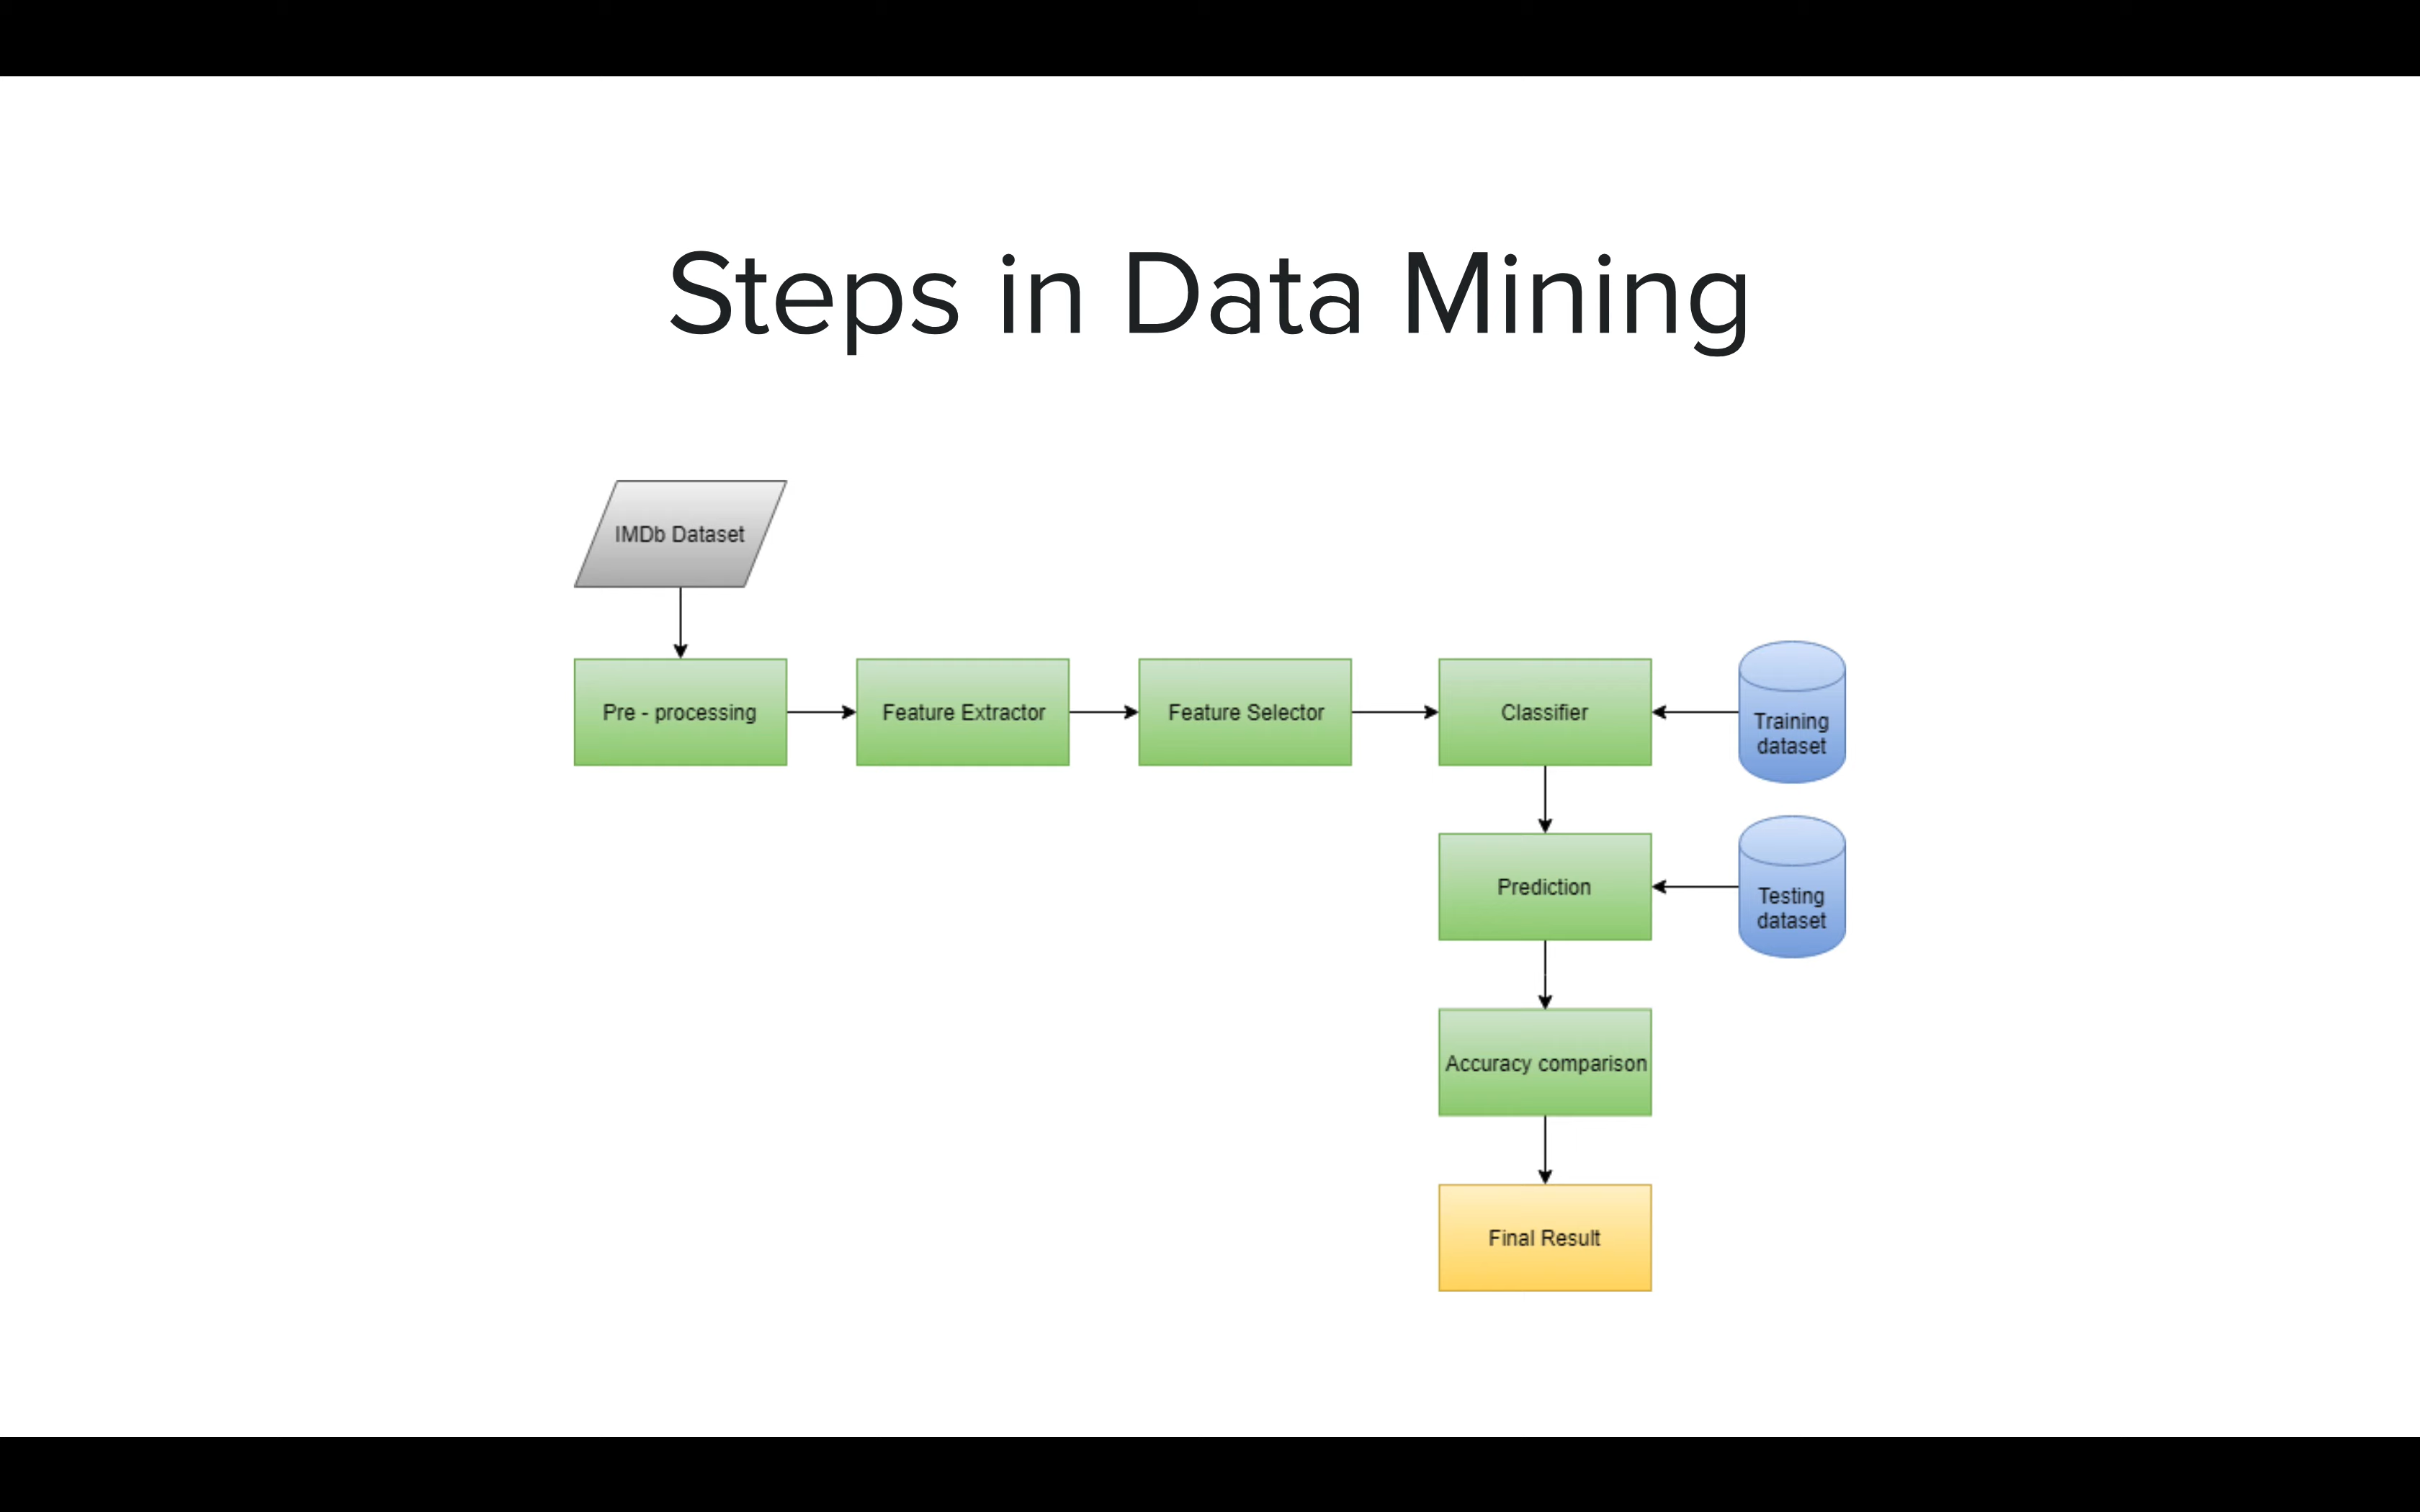 Steps in Data Mining
IMDb Dataset
Pre - processing
Feature Extractor
Feature Selector
Classifier
Training
dataset
Prediction
Testing
dataset
Accuracy comparison
Final Result